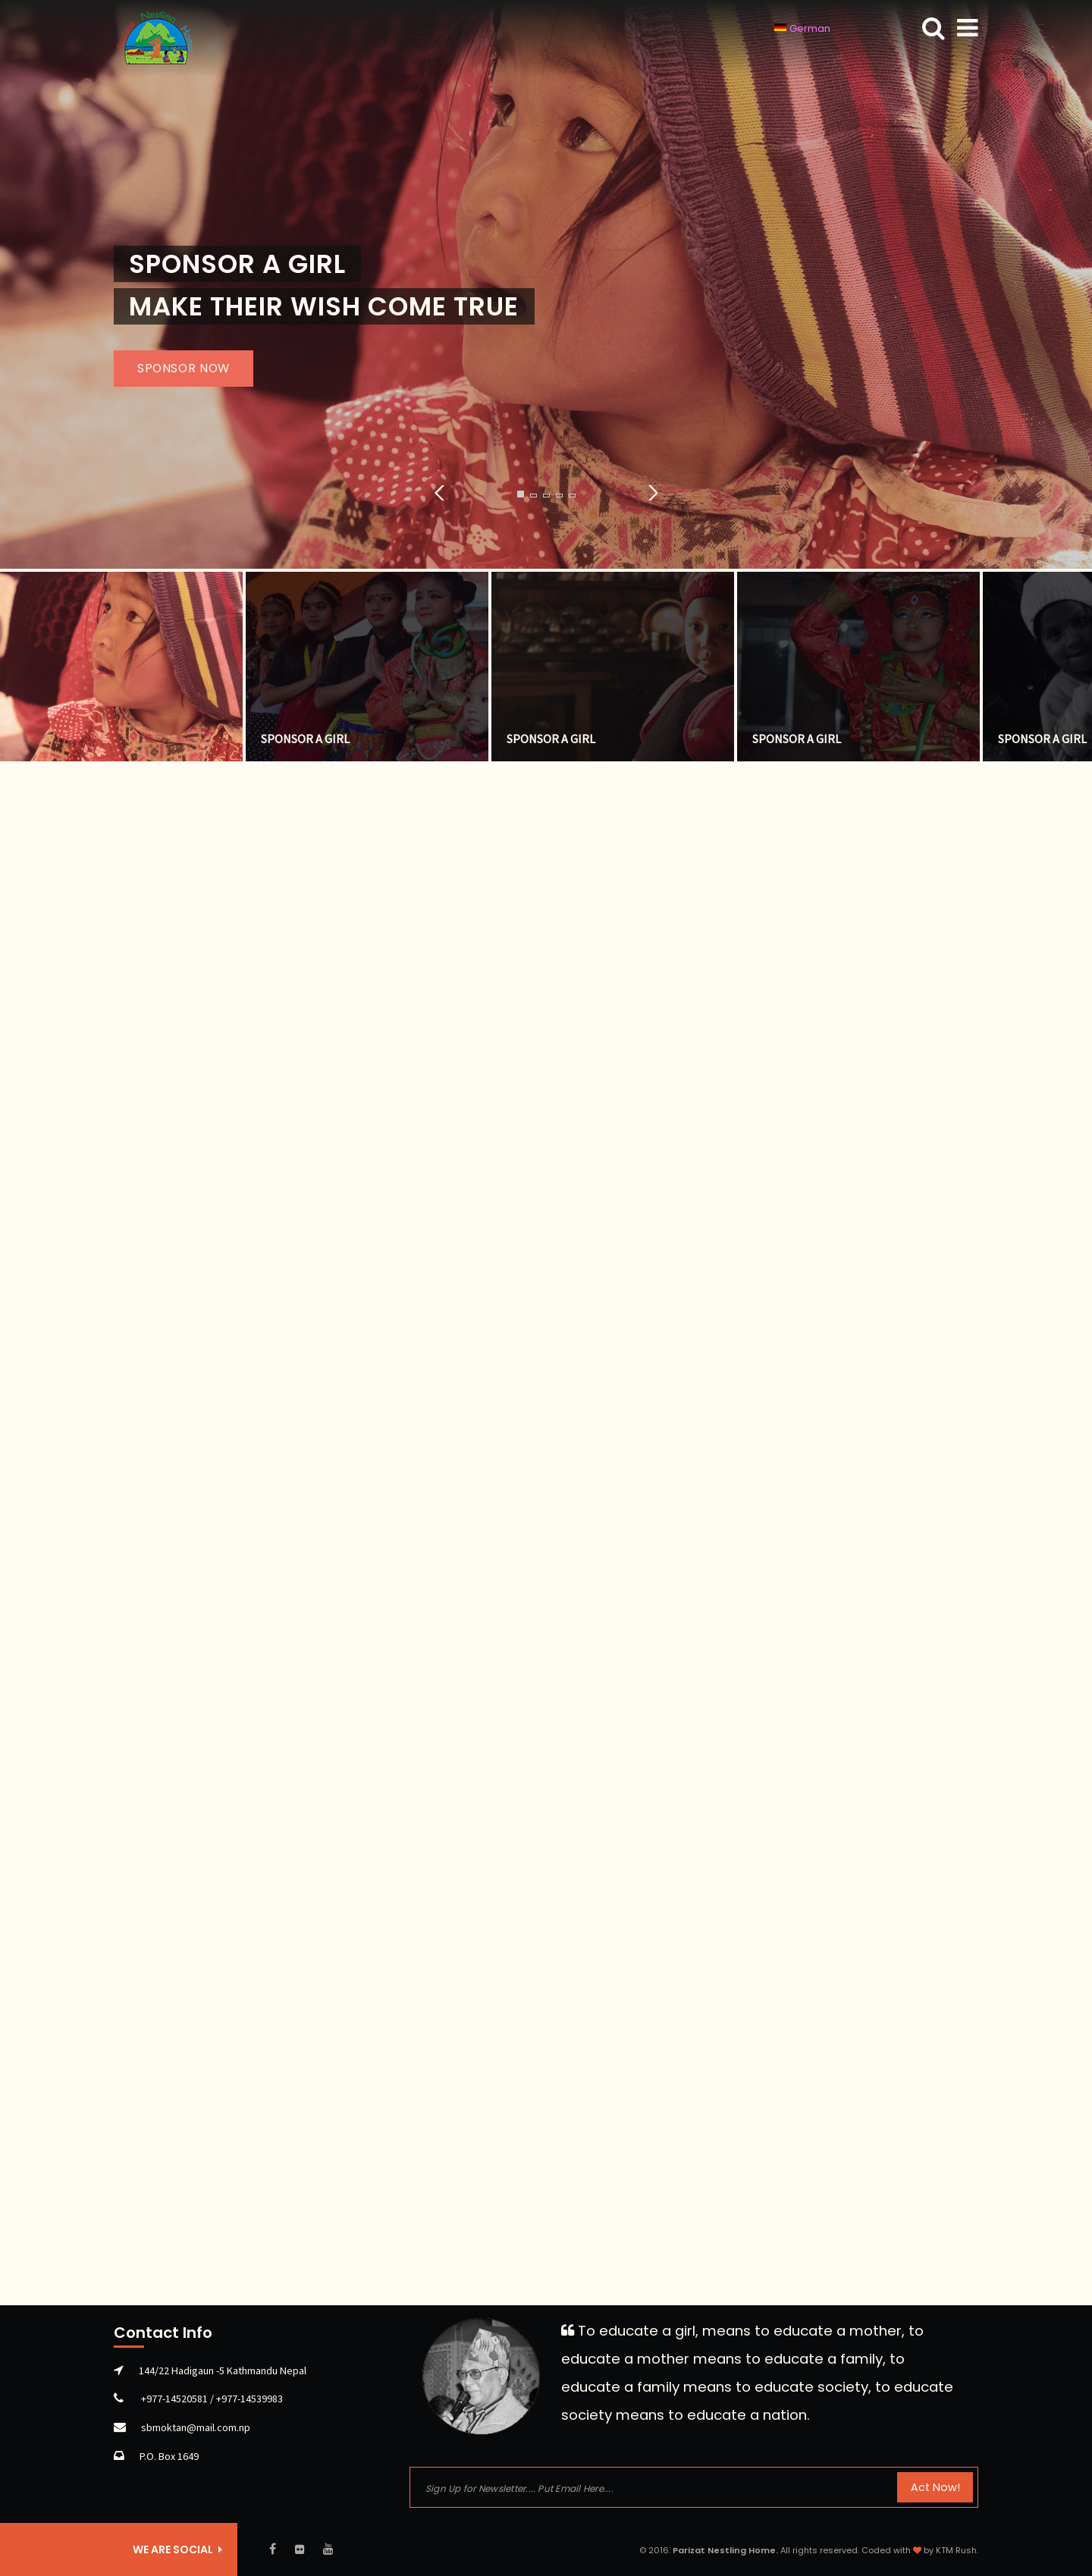 Nestling
German
SPONSOR A GIRL
MAKE THEIR WISH COME TRUE
SPONSOR NOW
SPONSOR A GIRL
SPONSOR A GIRL
SPONSOR A GIRL
SPONSOR A GIRL
Contact Info
144/22 Hadigaun -5 Kathmandu Nepal
+977-14520581 / +977-14539983
sbmoktan@mail.com.np
P.O. Box 1649
To educate a girl, means to educate a mother, to
educate a mother means to educate a family, to
educate a family means to educate society, to educate
society means to educate a nation.
Sign Up for Newsletter.... Put Email Here....
Act Now!
WE ARE SOCIAL
© 2016. Parizat Nestling Home. All rights reserved. Coded with ❤ by KTM Rush.